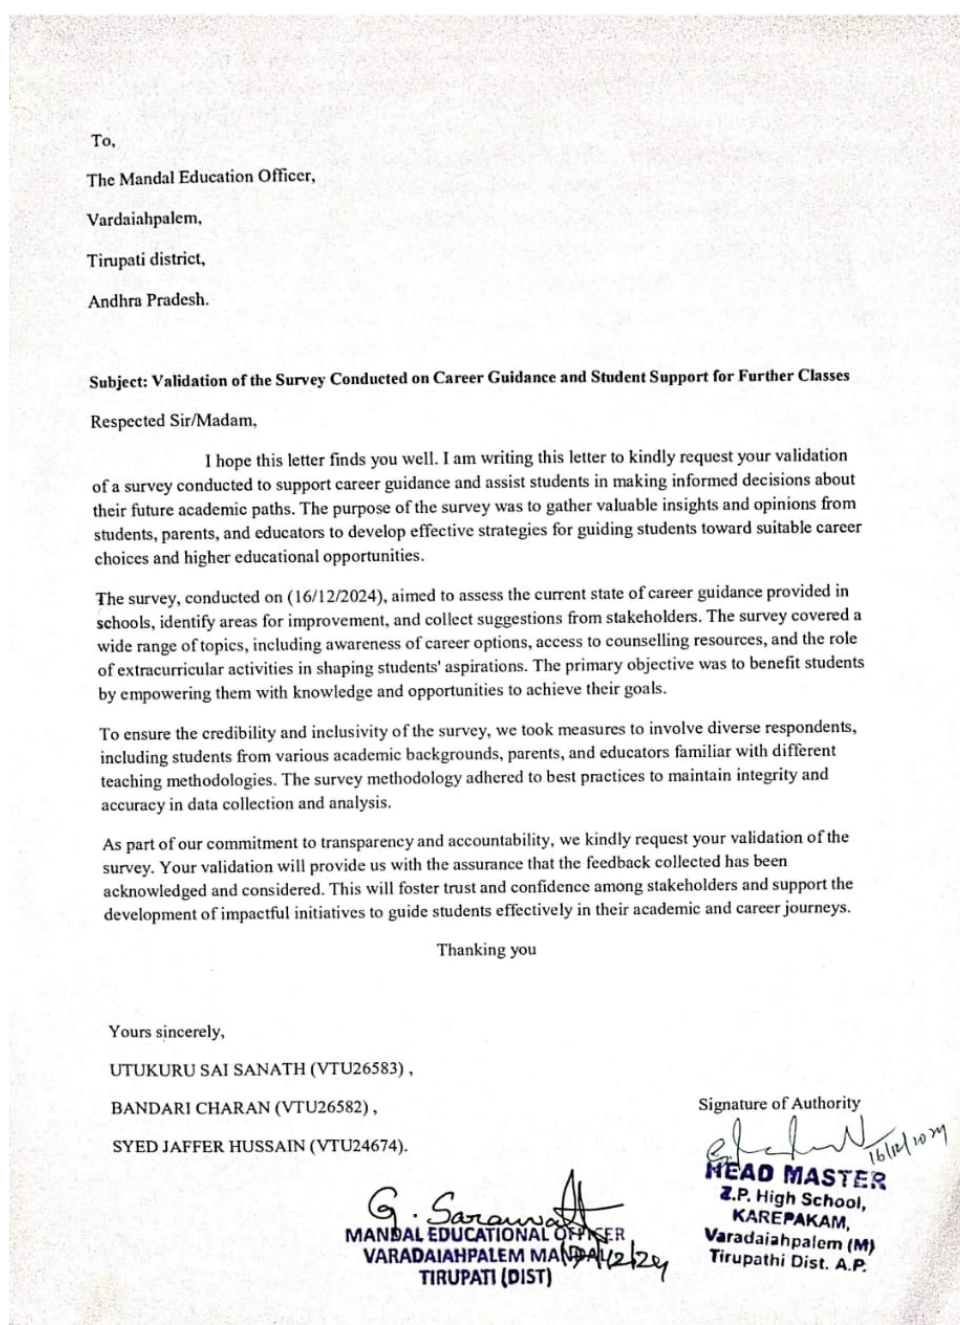 To,
The Mandal Education Officer,
Vardaiahpalem,
Tirupati district,
Andhra Pradesh.
Subject: Validation of the Survey Conducted on Career Guidance and Student Support for Further Classes
Respected Sir/Madam,
I hope this letter finds you well. I am writing this letter to kindly request your validation
of a survey conducted to support career guidance and assist students in making informed decisions about
their future academic paths. The purpose of the survey was to gather valuable insights and opinions from
students, parents, and educators to develop effective strategies for guiding students toward suitable career
choices and higher educational opportunities.
The survey, conducted on (16/12/2024), aimed to assess the current state of career guidance provided in
schools, identify areas for improvement, and collect suggestions from stakeholders. The survey covered a
wide range of topics, including awareness of career options, access to counselling resources, and the role
of extracurricular activities in shaping students' aspirations. The primary objective was to benefit students
by empowering them with knowledge and opportunities to achieve their goals.
To ensure the credibility and inclusivity of the survey, we took measures to involve diverse respondents,
including students from various academic backgrounds, parents, and educators familiar with different
teaching methodologies. The survey methodology adhered to best practices to maintain integrity and
accuracy in data collection and analysis.
As part of our commitment to transparency and accountability, we kindly request your validation of the
survey. Your validation will provide us with the assurance that the feedback collected has been
acknowledged and considered. This will foster trust and confidence among stakeholders and support the
development of impactful initiatives to guide students effectively in their academic and career journeys.
Thanking you
Yours sincerely,
UTUKURU SAI SANATH (VTU26583) ,
BANDARI CHARAN (VTU26582) ,
SYED JAFFER HUSSAIN (VTU24674).
Signature of Authority
HEAD MASTER
Z.P. High School,
KAREPAKAM,
Varadaiahpalem (M)
Tirupathi Dist. A.P.
G.
MANDAL EDUCATIONAL OFFICER
VARADAIAHPALEM MANDAL
TIRUPATI (DIST)